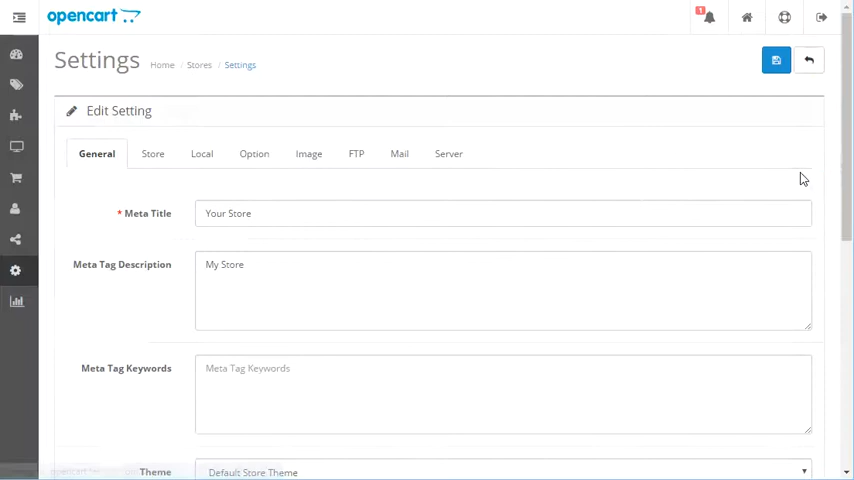 opencart
1
Settings Home Stores Settings
Edit Setting
General Store Local Option Image FTP Mail Server
* Meta Title Your Store
Meta Tag Description My Store
Meta Tag Keywords Meta Tag Keywords
Theme Default Store Theme